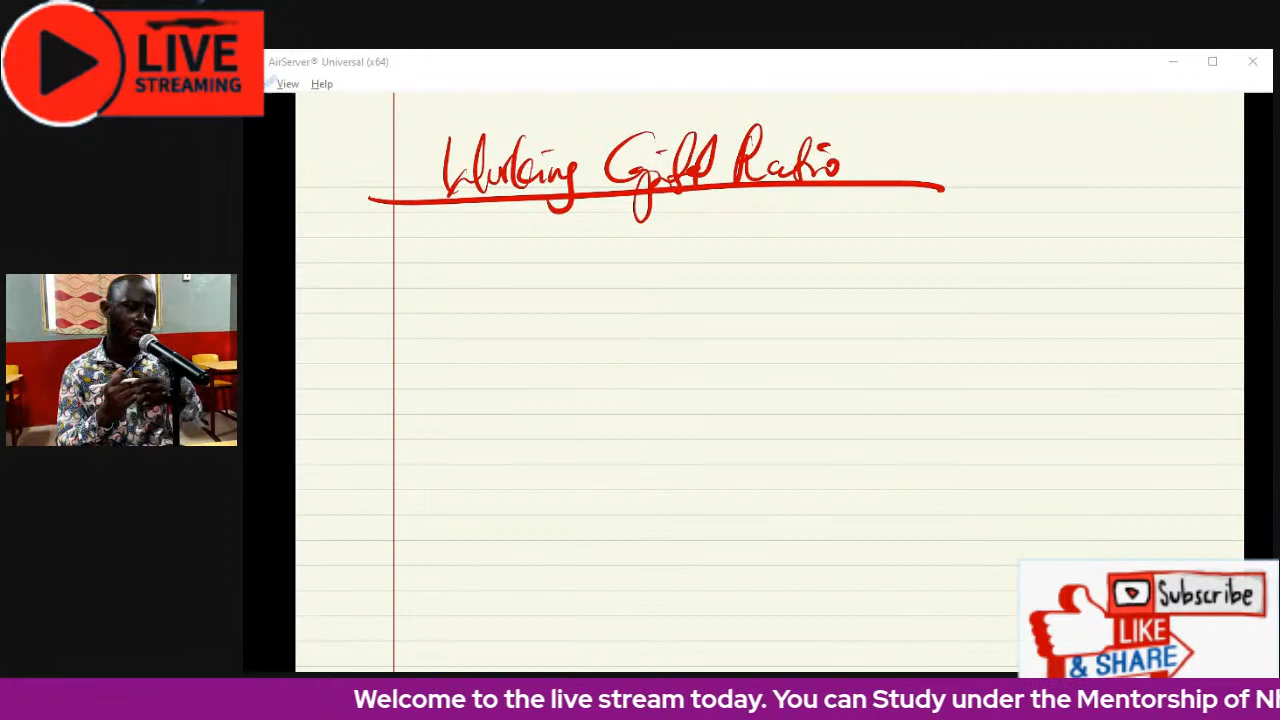 LIVE
STREAMING
AirServer® Universal (x64)
View Help
Working Capital Ratio
Subscribe
LIKE
& SHARE
Welcome to the live stream today. You can Study under the Mentorship of